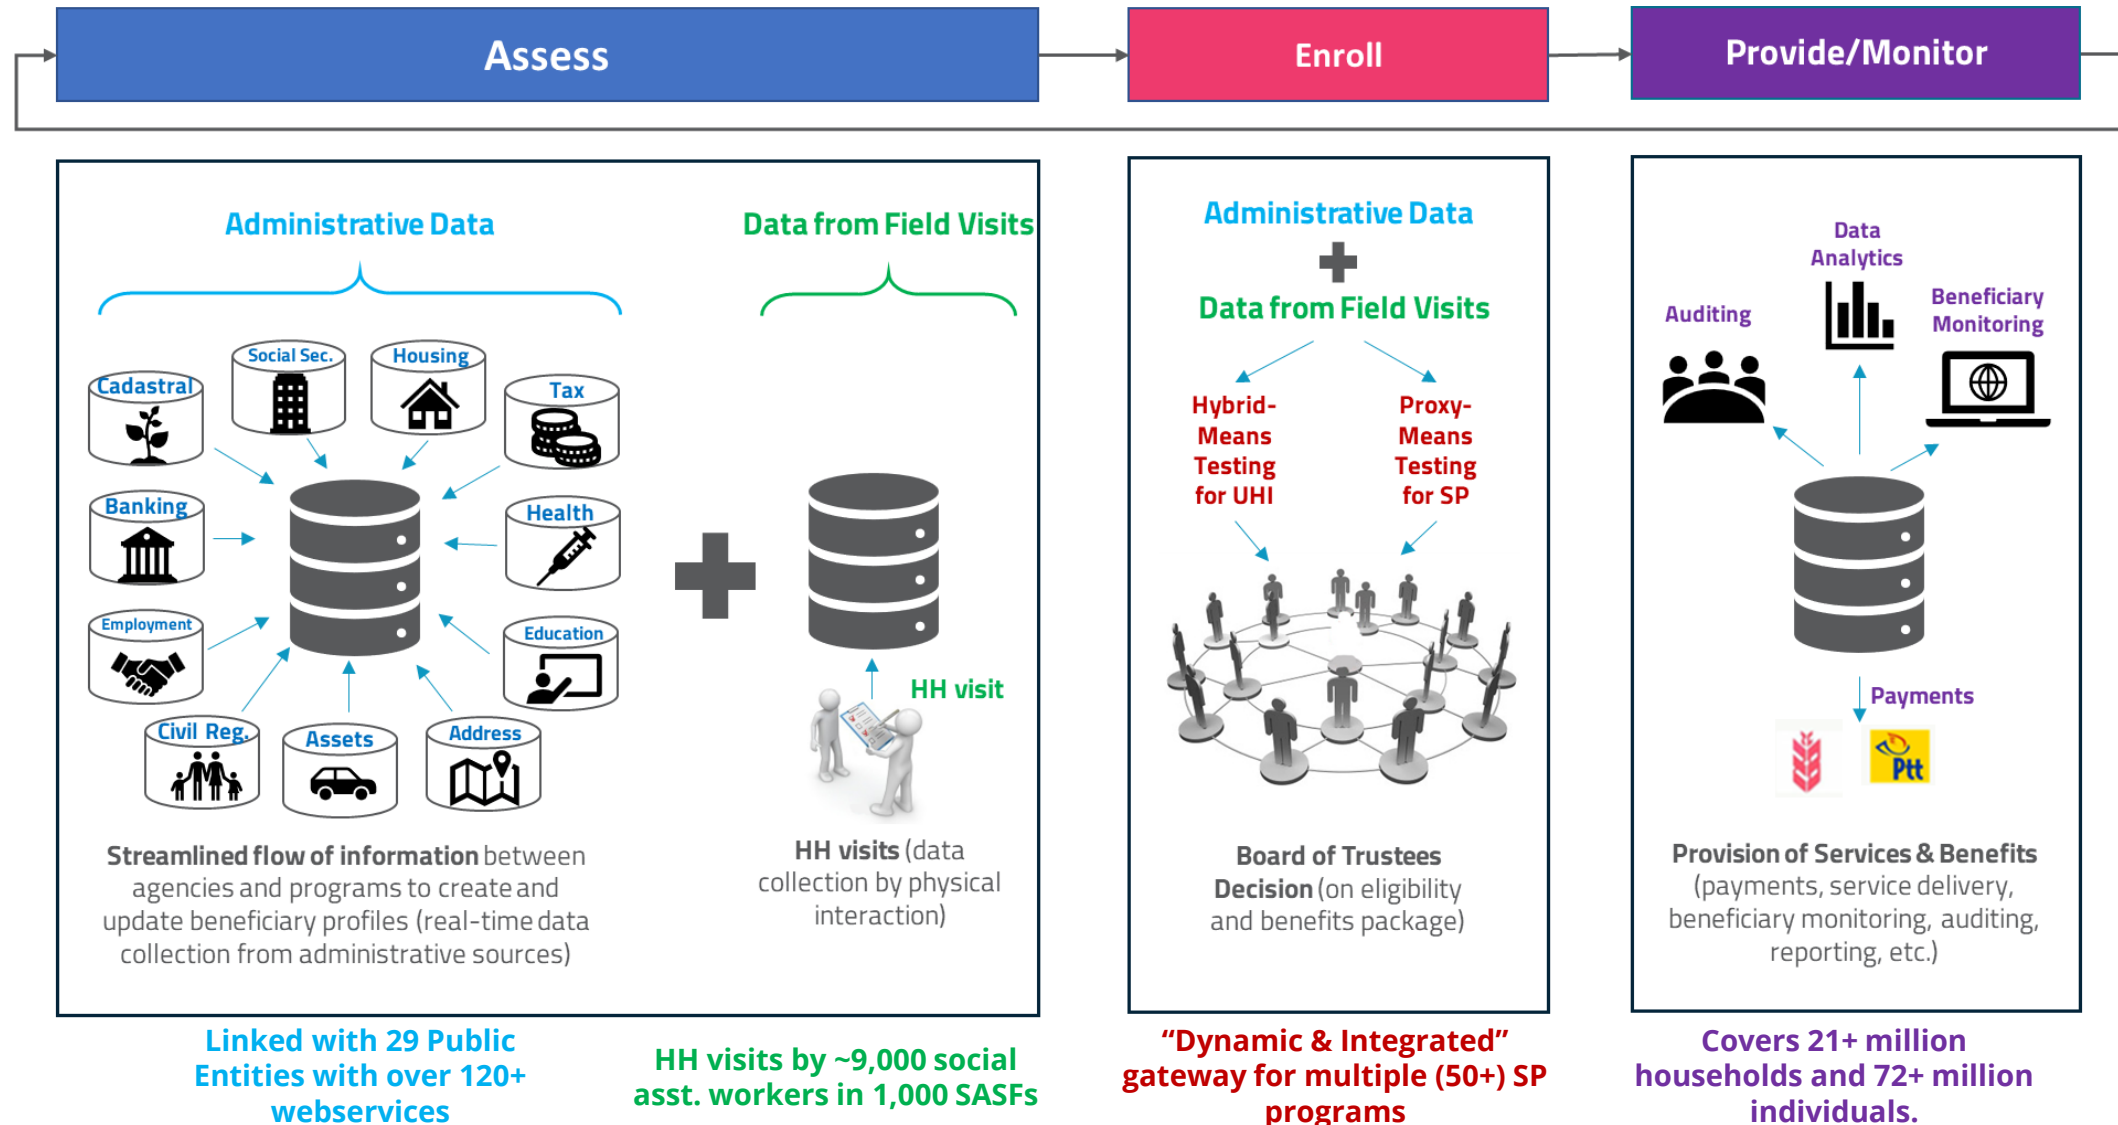 Assess
Enroll
Provide/Monitor
Administrative Data
Data from Field Visits
Cadastral
Social Sec.
Housing
Tax
Banking
Health
Employment
Education
Civil Reg.
Assets
Address
HH visit
Streamlined flow of information between
agencies and programs to create and
update beneficiary profiles (real-time data
collection from administrative sources)
HH visits (data
collection by physical
interaction)
Linked with 29 Public
Entities with over 120+
webservices
HH visits by ~9,000 social
asst. workers in 1,000 SASFs
Administrative Data
Data from Field Visits
Hybrid-
Means
Testing
for UHI
Proxy-
Means
Testing
for SP
Board of Trustees
Decision (on eligibility
and benefits package)
“Dynamic & Integrated”
gateway for multiple (50+) SP
programs
Data
Analytics
Auditing
Beneficiary
Monitoring
Payments
Ptt
Provision of Services & Benefits
(payments, service delivery,
beneficiary monitoring, auditing,
reporting, etc.)
Covers 21+ million
households and 72+ million
individuals.